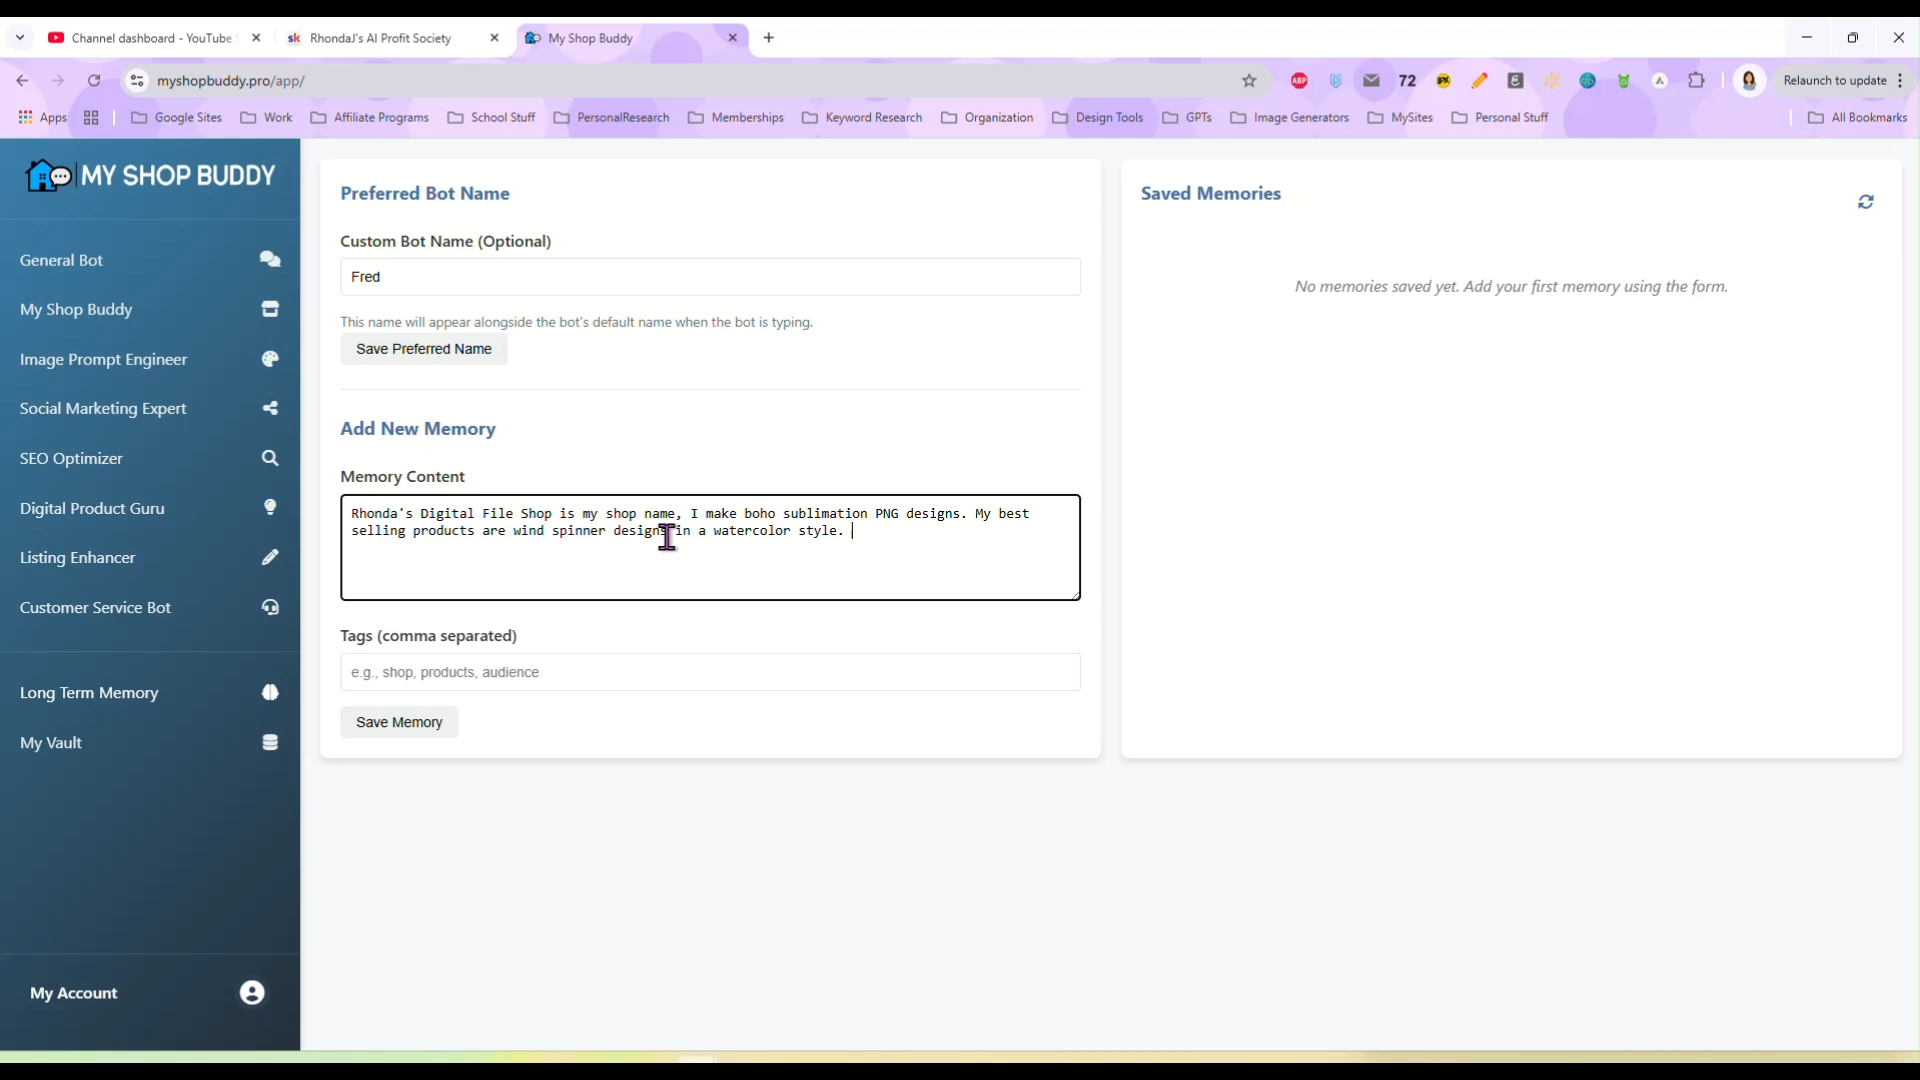 Channel dashboard - YouTube
RhondaJ's AI Profit Society
My Shop Buddy
myshopbuddy.pro/app/
72
Relaunch to update
Apps
Google Sites
Work
Affiliate Programs
School Stuff
PersonalResearch
Memberships
Keyword Research
Organization
Design Tools
GPTs
Image Generators
MySites
Personal Stuff
All Bookmarks
MY SHOP BUDDY
General Bot
My Shop Buddy
Image Prompt Engineer
Social Marketing Expert
SEO Optimizer
Digital Product Guru
Listing Enhancer
Customer Service Bot
Long Term Memory
My Vault
My Account
Preferred Bot Name
Custom Bot Name (Optional)
Fred
This name will appear alongside the bot's default name when the bot is typing.
Save Preferred Name
Add New Memory
Memory Content
Rhonda's Digital File Shop is my shop name, I make boho sublimation PNG designs. My best
selling products are wind spinner designs in a watercolor style.
Tags (comma separated)
e.g., shop, products, audience
Save Memory
Saved Memories
No memories saved yet. Add your first memory using the form.